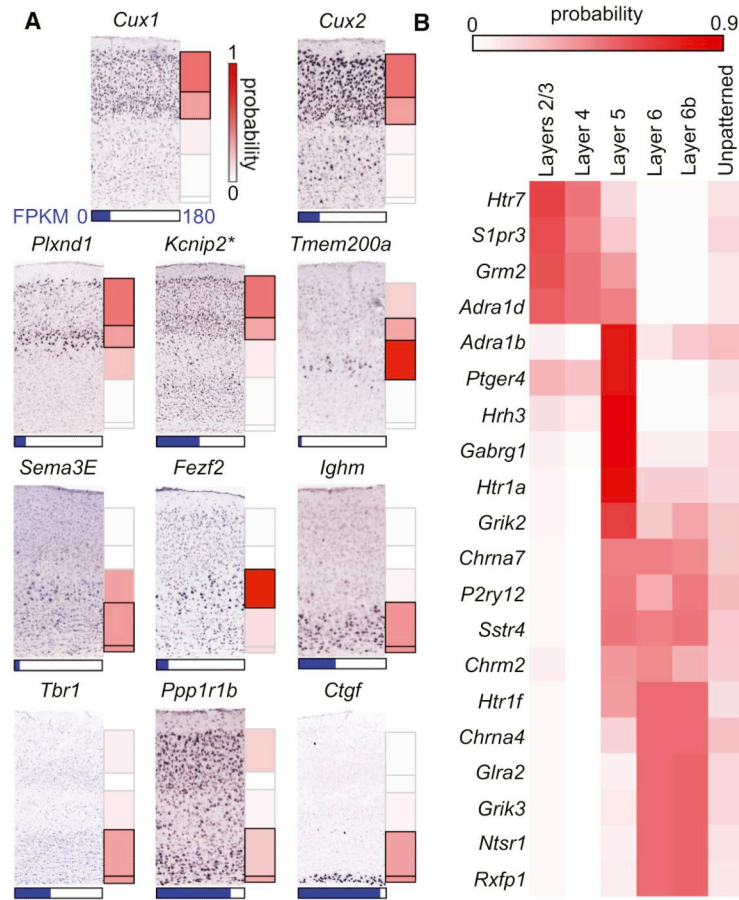 A
Cux1
Cux2
1
probability
0
FPKM 0
180
Plxnd1
Kcnip2*
Tmem200a
Sema3E
Fezf2
Ighm
Tbr1
Ppp1r1b
Ctgf
B
probability
0
0.9
Layers 2/3
Layer 4
Layer 5
Layer 6
Layer 6b
Unpatterned
Htr7
S1pr3
Grm2
Adra1d
Adra1b
Ptger4
Hrh3
Gabrg1
Htr1a
Grik2
Chrna7
P2ry12
Sstr4
Chrm2
Htr1f
Chrna4
Glra2
Grik3
Ntsr1
Rxfp1